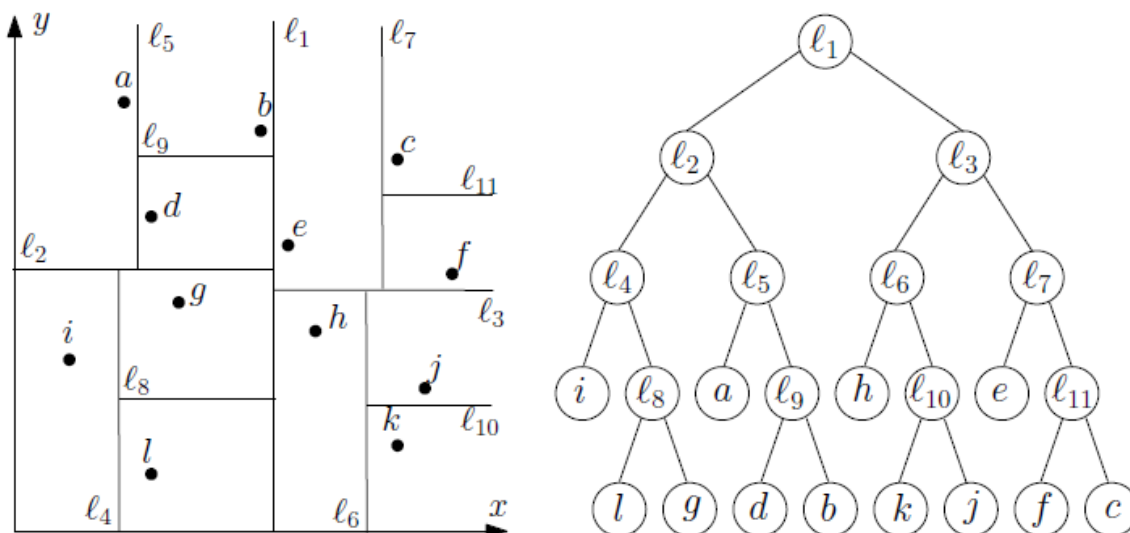 y ℓ5 ℓ1 ℓ7
a
b
ℓ9
c
ℓ11
d
e
ℓ2
f
g
ℓ3
h
i
j
ℓ8
k
ℓ10
l
ℓ4
ℓ6
x
ℓ1
ℓ2 ℓ3
ℓ4 ℓ5 ℓ6 ℓ7
i ℓ8 a ℓ9 h ℓ10 e ℓ11
l g d b k j f c